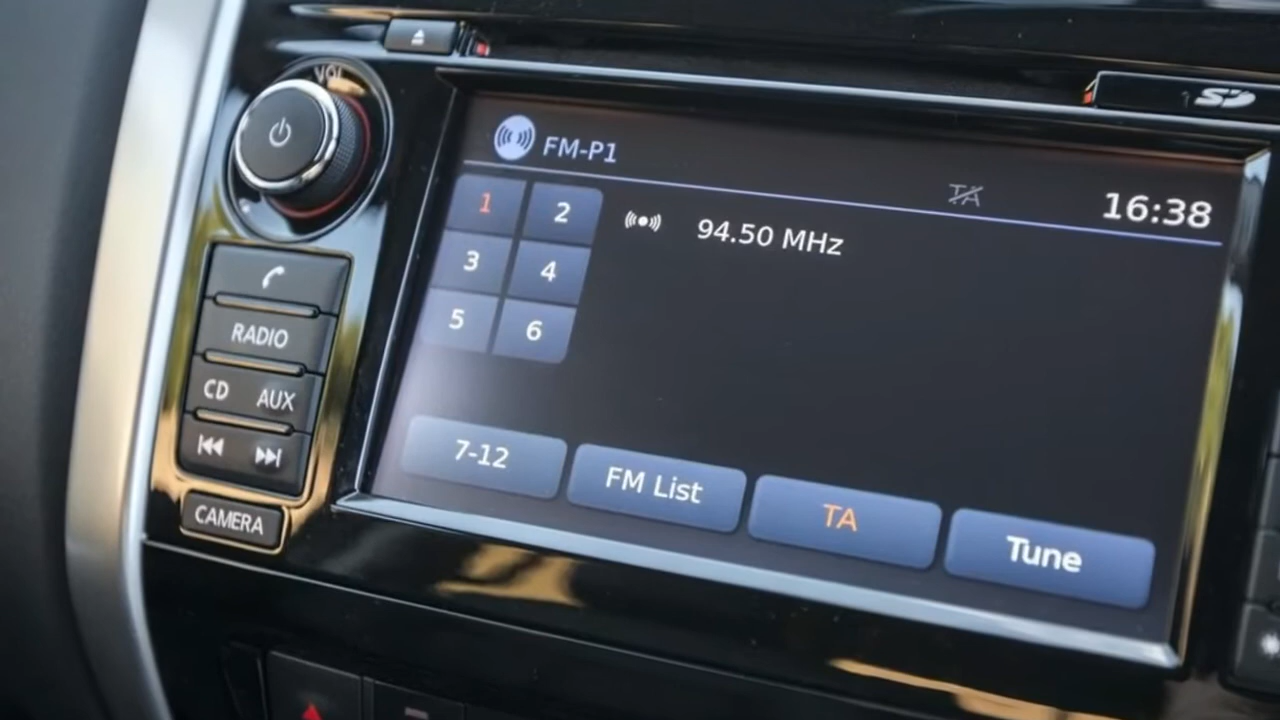 VOL
SD
FM-P1
TA
16:38
1
2
94.50 MHz
3
4
5
6
RADIO
CD AUX
7-12
FM List
TA
Tune
CAMERA